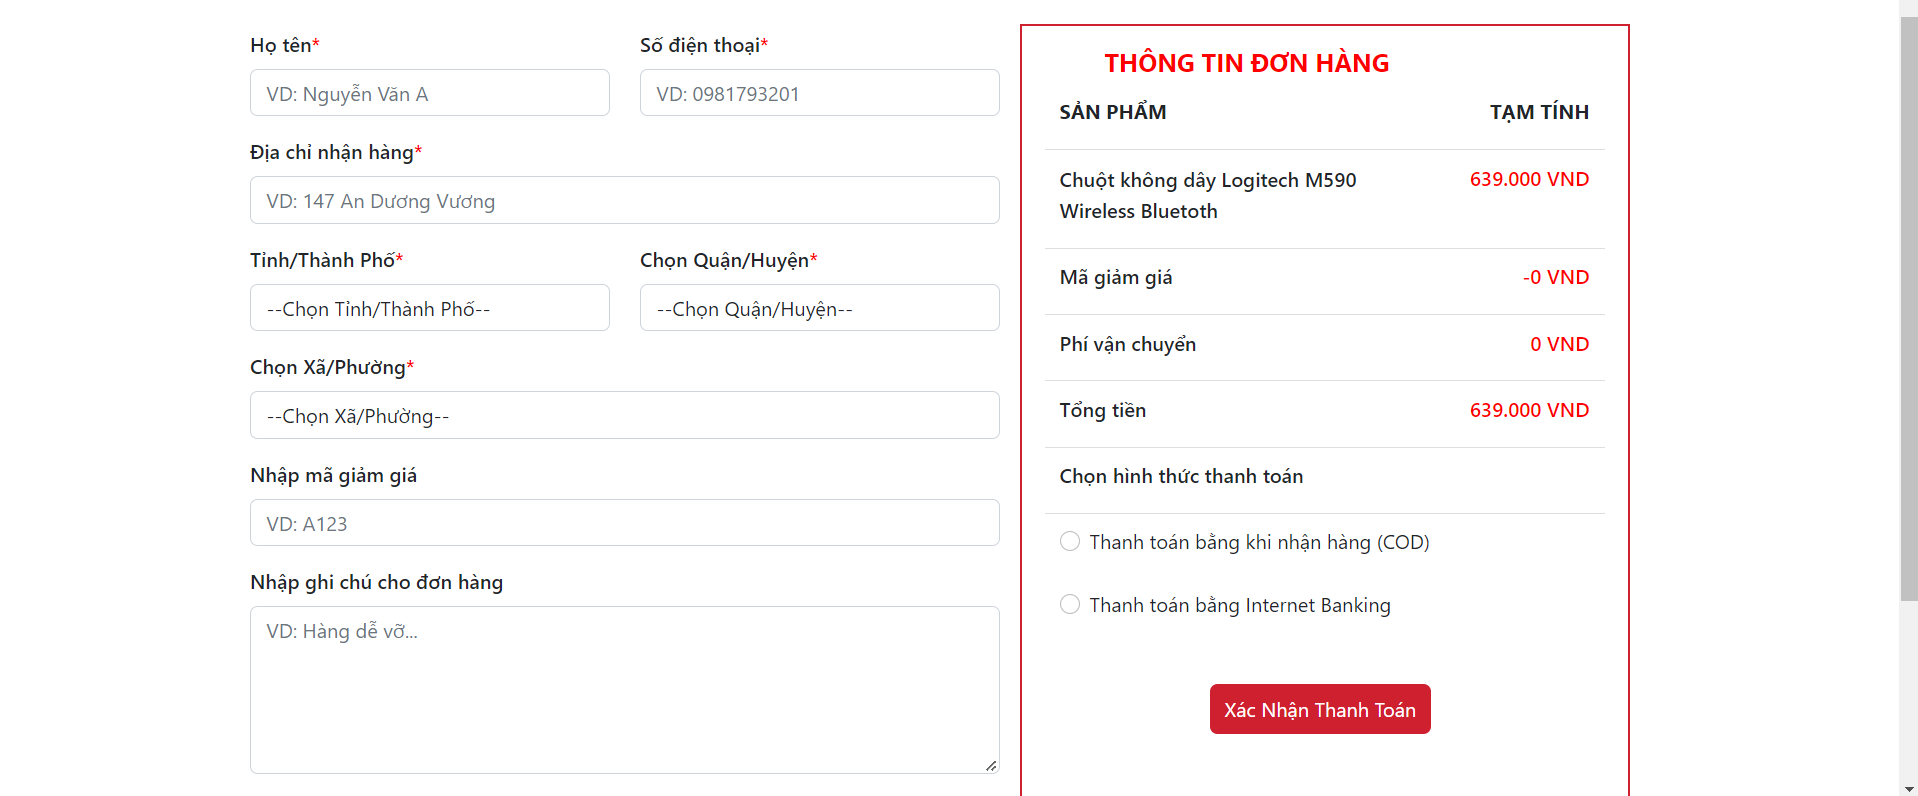 Họ tên*
VD: Nguyễn Văn A
Số điện thoại*
VD: 0981793201
Địa chỉ nhận hàng*
VD: 147 An Dương Vương
Tỉnh/Thành Phố*
--Chọn Tỉnh/Thành Phố--
Chọn Quận/Huyện*
--Chọn Quận/Huyện--
Chọn Xã/Phường*
--Chọn Xã/Phường--
Nhập mã giảm giá
VD: A123
Nhập ghi chú cho đơn hàng
VD: Hàng dễ vỡ...
THÔNG TIN ĐƠN HÀNG
SẢN PHẨM TẠM TÍNH
Chuột không dây Logitech M590 639.000 VND
Wireless Bluetoth
Mã giảm giá -0 VND
Phí vận chuyển 0 VND
Tổng tiền 639.000 VND
Chọn hình thức thanh toán
Thanh toán bằng khi nhận hàng (COD)
Thanh toán bằng Internet Banking
Xác Nhận Thanh Toán